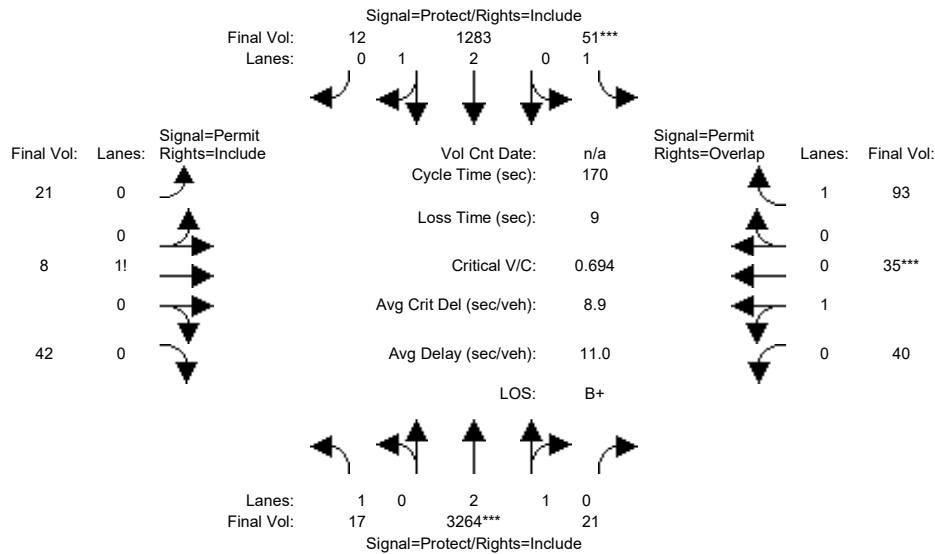 Signal=Protect/Rights=Include
Final Vol: 12 1283 51***
Lanes: 0 1 2 0 1
Signal=Permit Signal=Permit
Final Vol: Lanes: Rights=Include Vol Cnt Date: n/a Rights=Overlap Lanes: Final Vol:
Cycle Time (sec): 170
21 0 1 93
Loss Time (sec): 9
0 0
8 1! Critical V/C: 0.694 0 35***
0 Avg Crit Del (sec/veh): 8.9 1
42 0 Avg Delay (sec/veh): 11.0 0 40
LOS: B+
Lanes: 1 0 2 1 0
Final Vol: 17 3264*** 21
Signal=Protect/Rights=Include